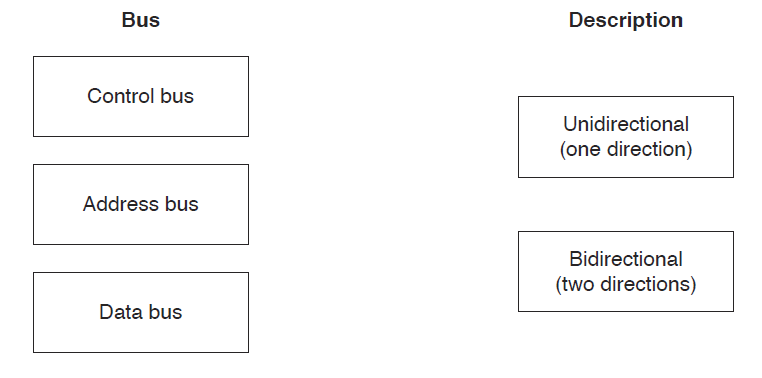 Bus
Description
Control bus
Unidirectional
(one direction)
Address bus
Bidirectional
(two directions)
Data bus